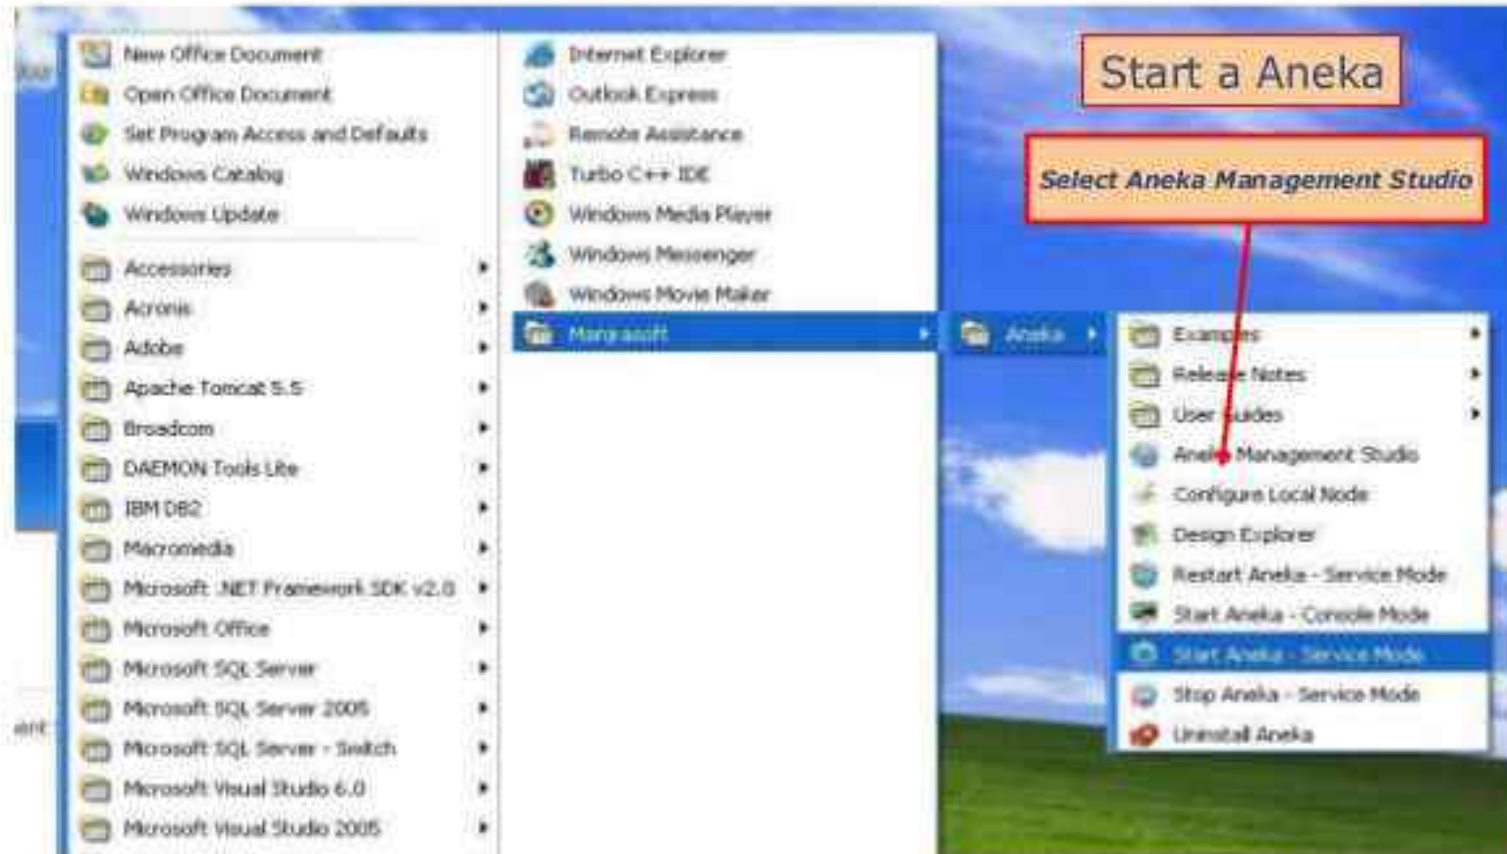 New Office Document
Open Office Document
Set Program Access and Defaults
Windows Catalog
Windows Update
Accessories
Acronis
Adobe
Apache Tomcat 5.5
Broadcom
DAEMON Tools Lite
IBM DB2
Macromedia
Microsoft .NET Framework SDK v2.0
Microsoft Office
Microsoft SQL Server
Microsoft SQL Server 2005
Microsoft SQL Server - Switch
Microsoft Visual Studio 6.0
Microsoft Visual Studio 2005
Internet Explorer
Outlook Express
Remote Assistance
Turbo C++ IDE
Windows Media Player
Windows Messenger
Windows Movie Maker
Manjrasoft
Aneka
Start a Aneka
Select Aneka Management Studio
Examples
Release Notes
User Guides
Aneka Management Studio
Configure Local Node
Design Explorer
Restart Aneka - Service Mode
Start Aneka - Console Mode
Start Aneka - Service Mode
Stop Aneka - Service Mode
Uninstall Aneka